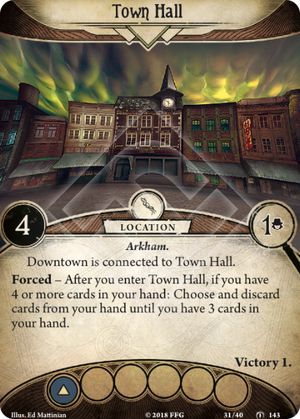 Town Hall
4
LOCATION
1
Arkham.
Downtown is connected to Town Hall.
Forced – After you enter Town Hall, if you have
4 or more cards in your hand: Choose and discard
cards from your hand until you have 3 cards in
your hand.
Victory 1.
Illus. Ed Mattinian
© 2018 FFG
31/40
143